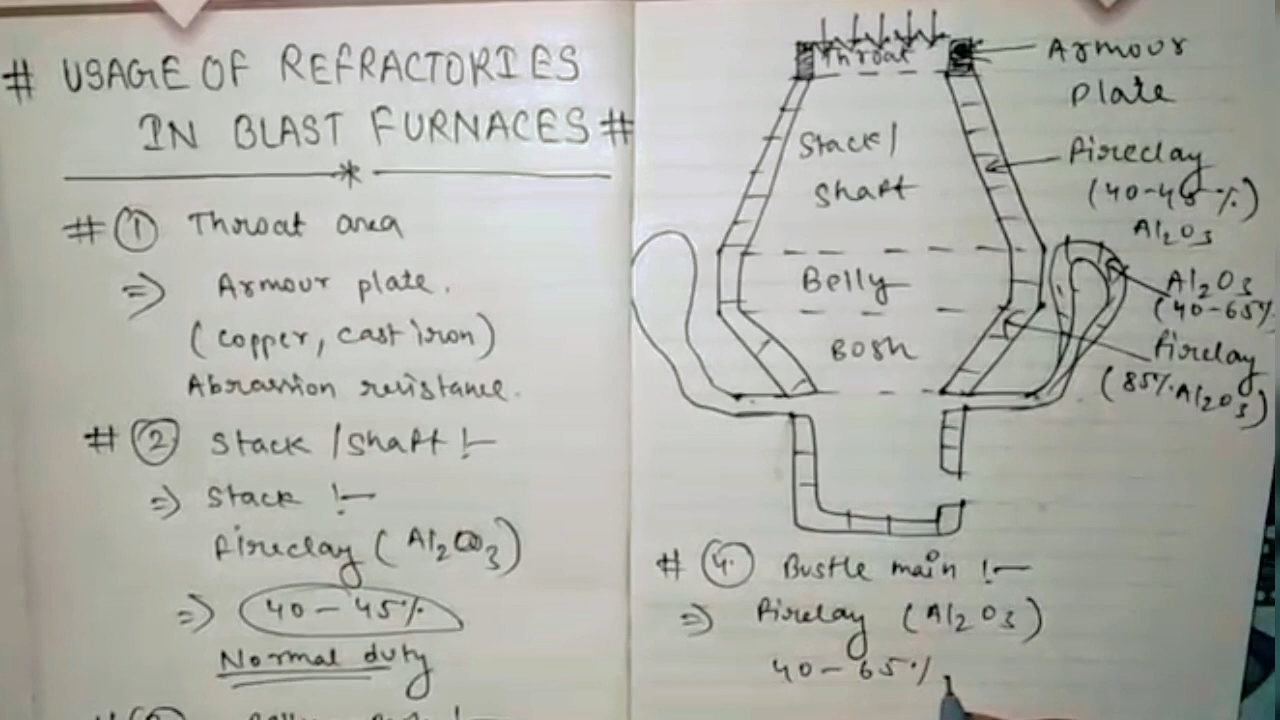 # USAGE OF REFRACTORIES
IN BLAST FURNACES #
# ① Throat area
⇒ Armour plate.
(copper, cast iron)
Abrassion resistance.
# ② Stack / Shaft :-
⇒ Stack :-
Fireclay (Al2O3)
⇒ 40 - 45%
Normal duty
Throat
Stack /
Shaft
Belly
BOSH
Armour
Plate
Fireclay
(40-45%)
Al2O3
Al2O3
(40-65%
Fireclay
(85% Al2O3)
# ④ Bustle main :-
⇒ Fireclay (Al2O3)
40 - 65%